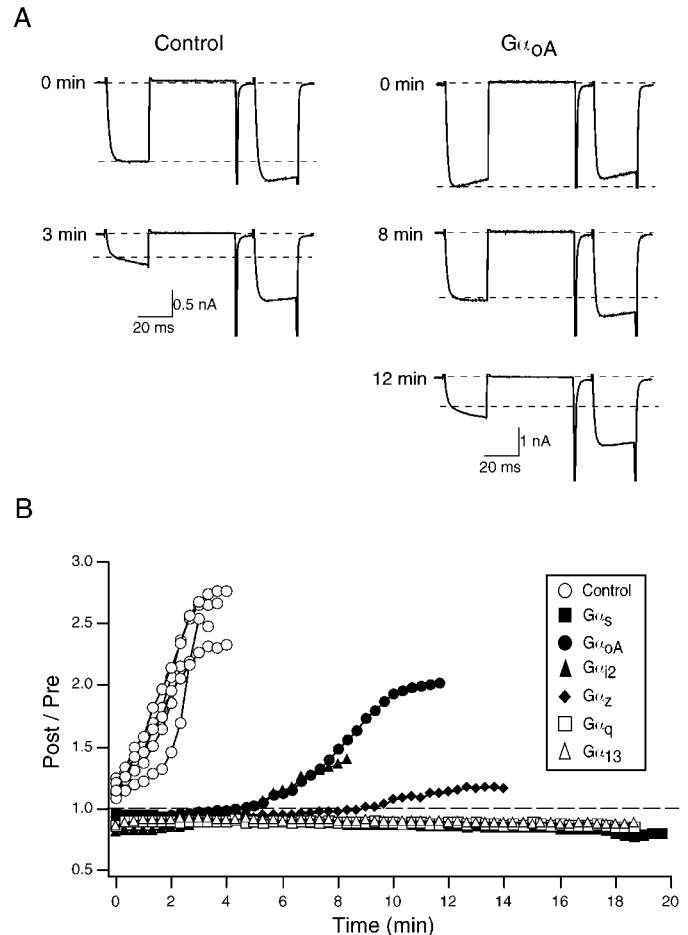 A
Control
GαoA
0 min
0 min
3 min
8 min
0.5 nA
20 ms
12 min
1 nA
20 ms
B
3.0
2.5
2.0
1.5
1.0
0.5
Post / Pre
Control
Gαs
GαoA
Gαi2
Gαz
Gαq
Gα13
0 2 4 6 8 10 12 14 16 18 20
Time (min)